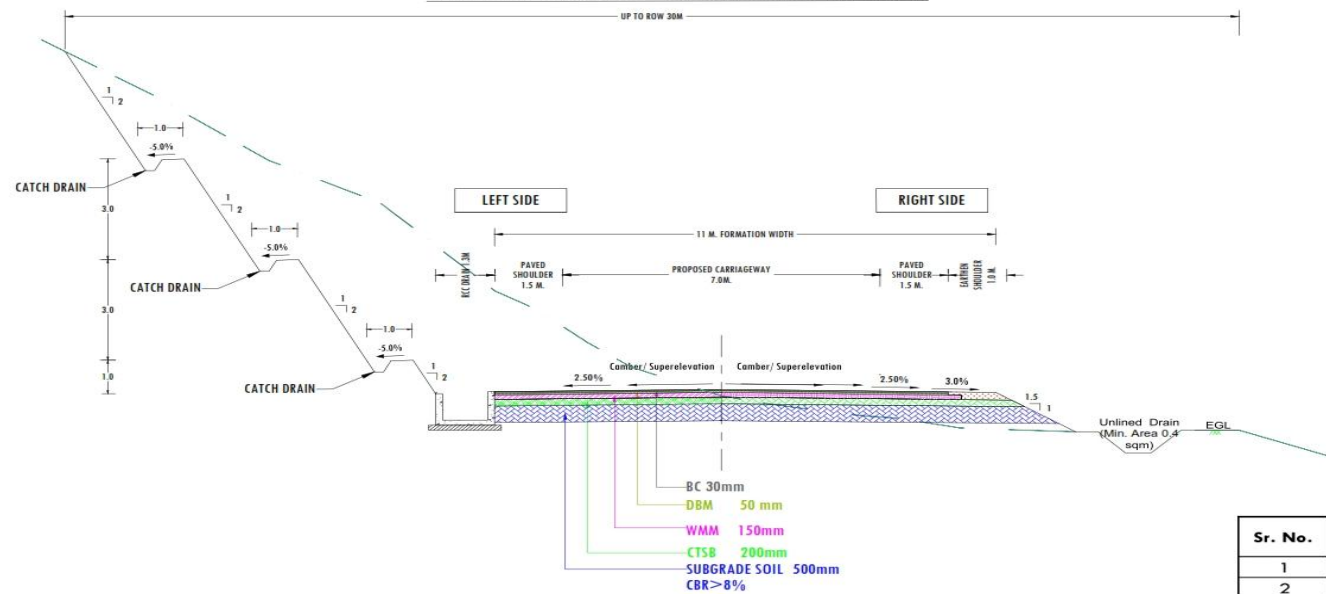 UP TO ROW 30M
1
2
1.0
-5.0%
CATCH DRAIN
3.0
1
2
LEFT SIDE
RIGHT SIDE
1.0
-5.0%
11 M. FORMATION WIDTH
RCC DRAIN 1.3M
PAVED
SHOULDER
1.5 M.
PROPOSED CARRIAGEWAY
7.0M.
PAVED
SHOULDER
1.5 M.
EARTHEN
SHOULDER
1.0 M.
CATCH DRAIN
3.0
1
2
1.0
-5.0%
1.0
CATCH DRAIN
1
2
Camber/ Superelevation
Camber/ Superelevation
2.50%
2.50%
3.0%
1.5
1
Unlined Drain
(Min. Area 0.4
sqm)
EGL
BC 30mm
DBM 50 mm
WMM 150mm
CTSB 200mm
SUBGRADE SOIL 500mm
CBR>8%
Sr. No.
1
2